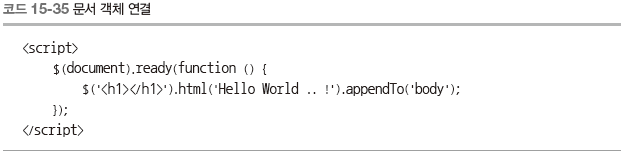 코드 15-35 문서 객체 연결
<script>
$(document).ready(function () {
$('<h1></h1>').html('Hello World .. !').appendTo('body');
});
</script>